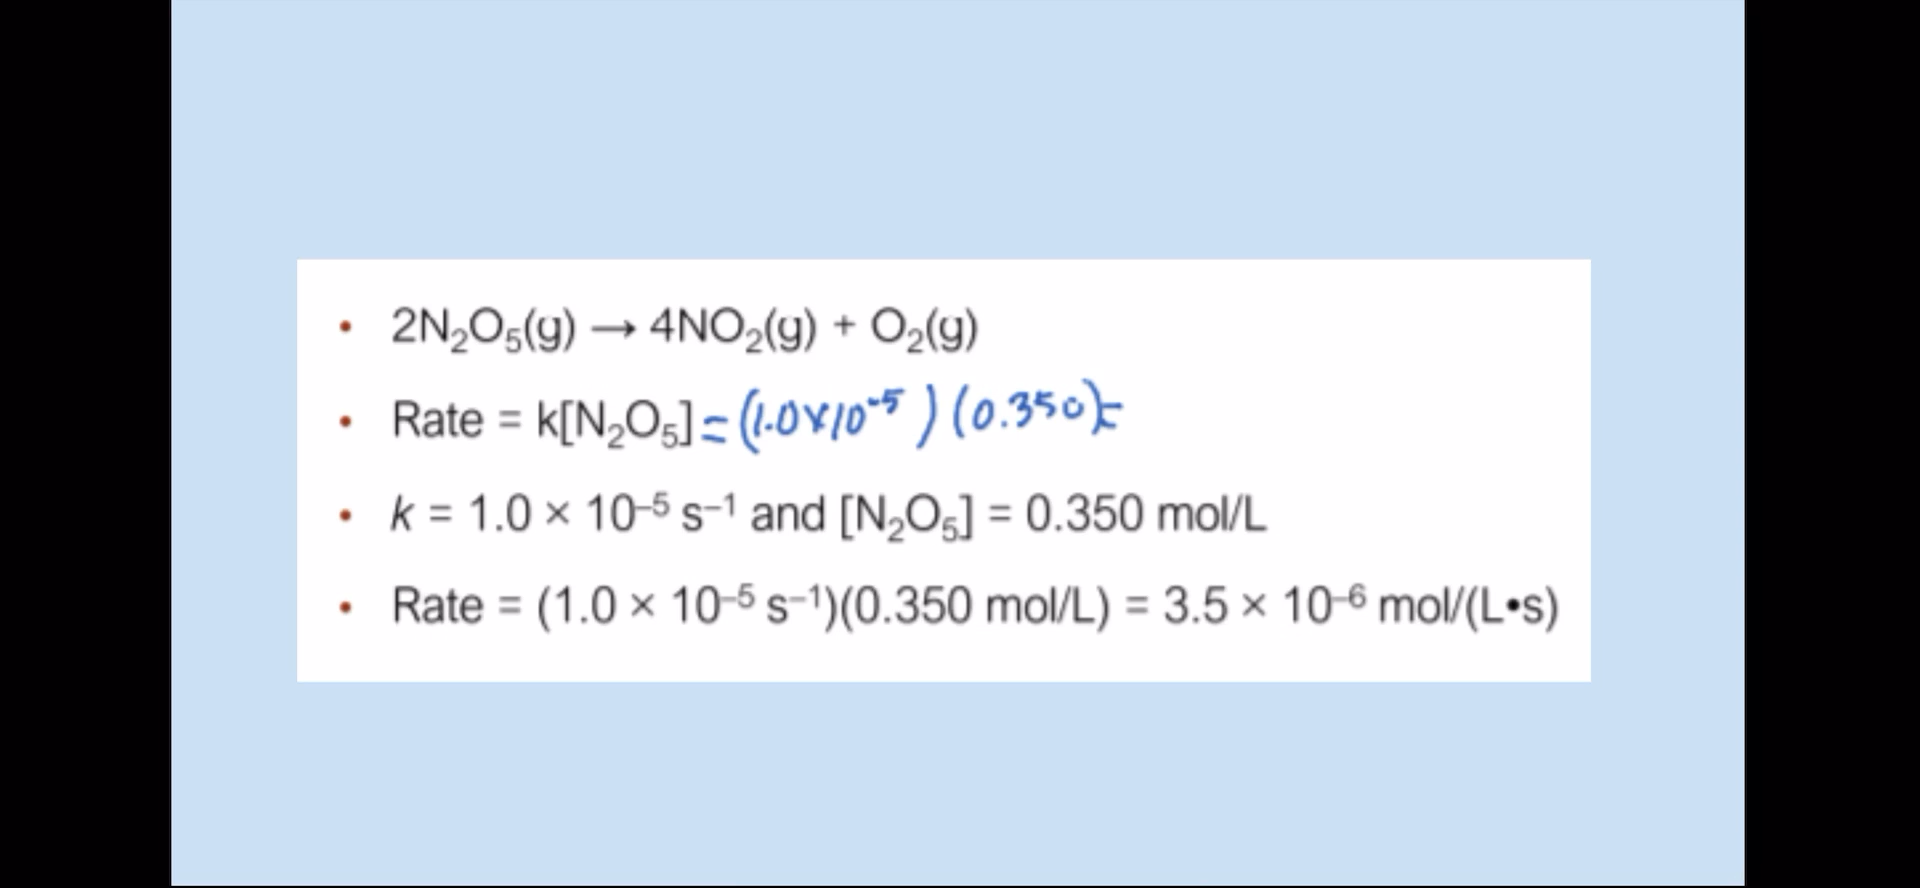 • 2N₂O₅(g) → 4NO₂(g) + O₂(g)
• Rate = k[N₂O₅] = (1.0×10⁻⁵)(0.350)=
• k = 1.0 × 10⁻⁵ s⁻¹ and [N₂O₅] = 0.350 mol/L
• Rate = (1.0 × 10⁻⁵ s⁻¹)(0.350 mol/L) = 3.5 × 10⁻⁶ mol/(L•s)